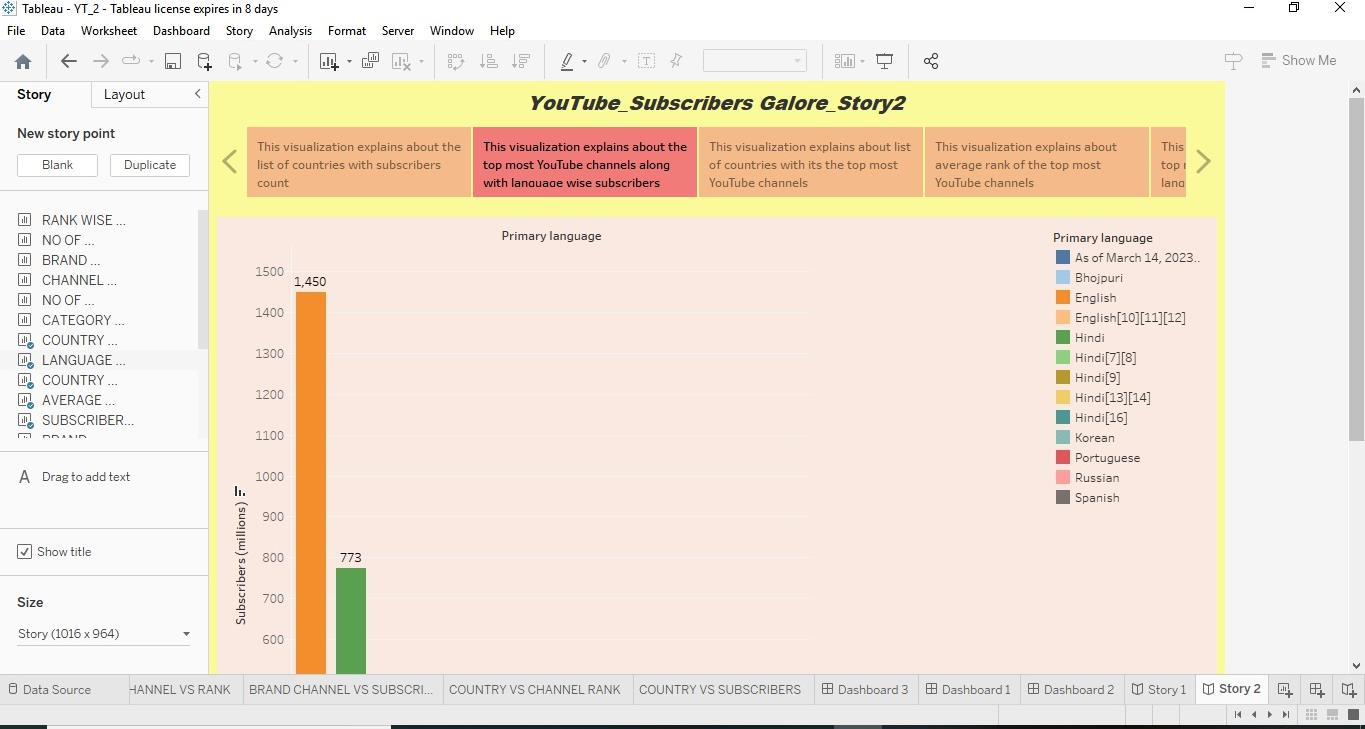 Tableau - YT_2 - Tableau license expires in 8 days
File Data Worksheet Dashboard Story Analysis Format Server Window Help
Show Me
Story Layout
New story point
Blank Duplicate
RANK WISE ...
NO OF ...
BRAND ...
CHANNEL ...
NO OF ...
CATEGORY ...
COUNTRY ...
LANGUAGE ...
COUNTRY ...
AVERAGE ...
SUBSCRIBER...
A Drag to add text
Show title
Size
Story (1016 x 964)
YouTube_Subscribers Galore_Story2
This visualization explains about the
list of countries with subscribers
count
This visualization explains about the
top most YouTube channels along
with language wise subscribers
This visualization explains about list
of countries with its the top most
YouTube channels
This visualization explains about
average rank of the top most
YouTube channels
This
top
lang
Primary language
1500
1400
1300
1200
1100
1000
900
800
700
600
Subscribers (millions)
1,450
773
Primary language
As of March 14, 2023..
Bhojpuri
English
English[10][11][12]
Hindi
Hindi[7][8]
Hindi[9]
Hindi[13][14]
Hindi[16]
Korean
Portuguese
Russian
Spanish
Data Source HANNEL VS RANK BRAND CHANNEL VS SUBSCRI... COUNTRY VS CHANNEL RANK COUNTRY VS SUBSCRIBERS Dashboard 3 Dashboard 1 Dashboard 2 Story 1 Story 2